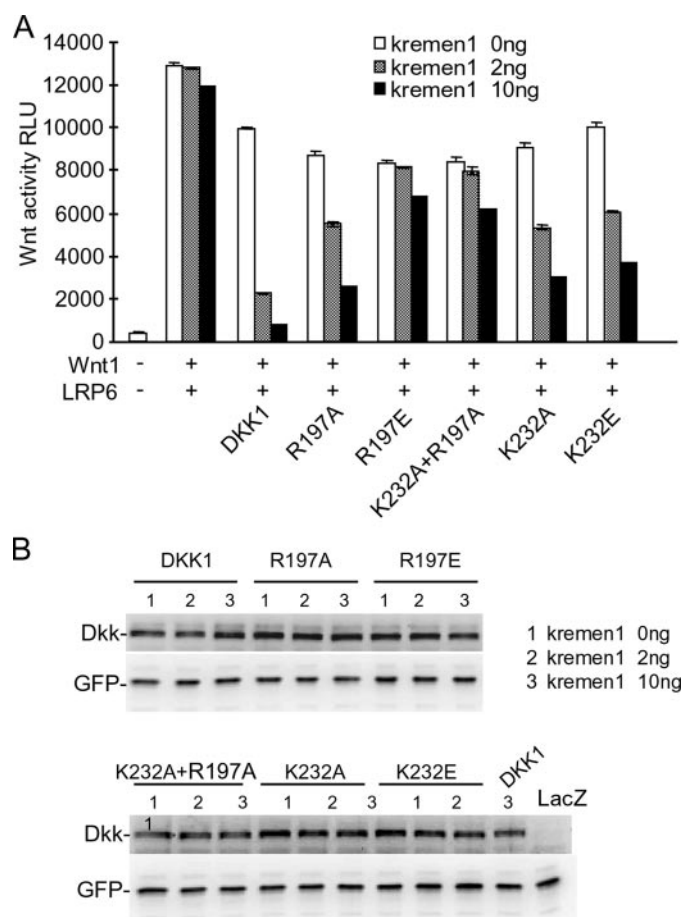 A
14000
12000
10000
8000
6000
4000
2000
0
Wnt activity RLU
kremen1 0ng
kremen1 2ng
kremen1 10ng
Wnt1 - + + + + + + +
LRP6 - + + + + + + +
DKK1 R197A R197E K232A+R197A K232A K232E
B
DKK1 R197A R197E
1 2 3 1 2 3 1 2 3
Dkk-
GFP-
1 kremen1 0ng
2 kremen1 2ng
3 kremen1 10ng
K232A+R197A K232A K232E DKK1
1 2 3 1 2 3 1 2 3 LacZ
1
Dkk-
GFP-